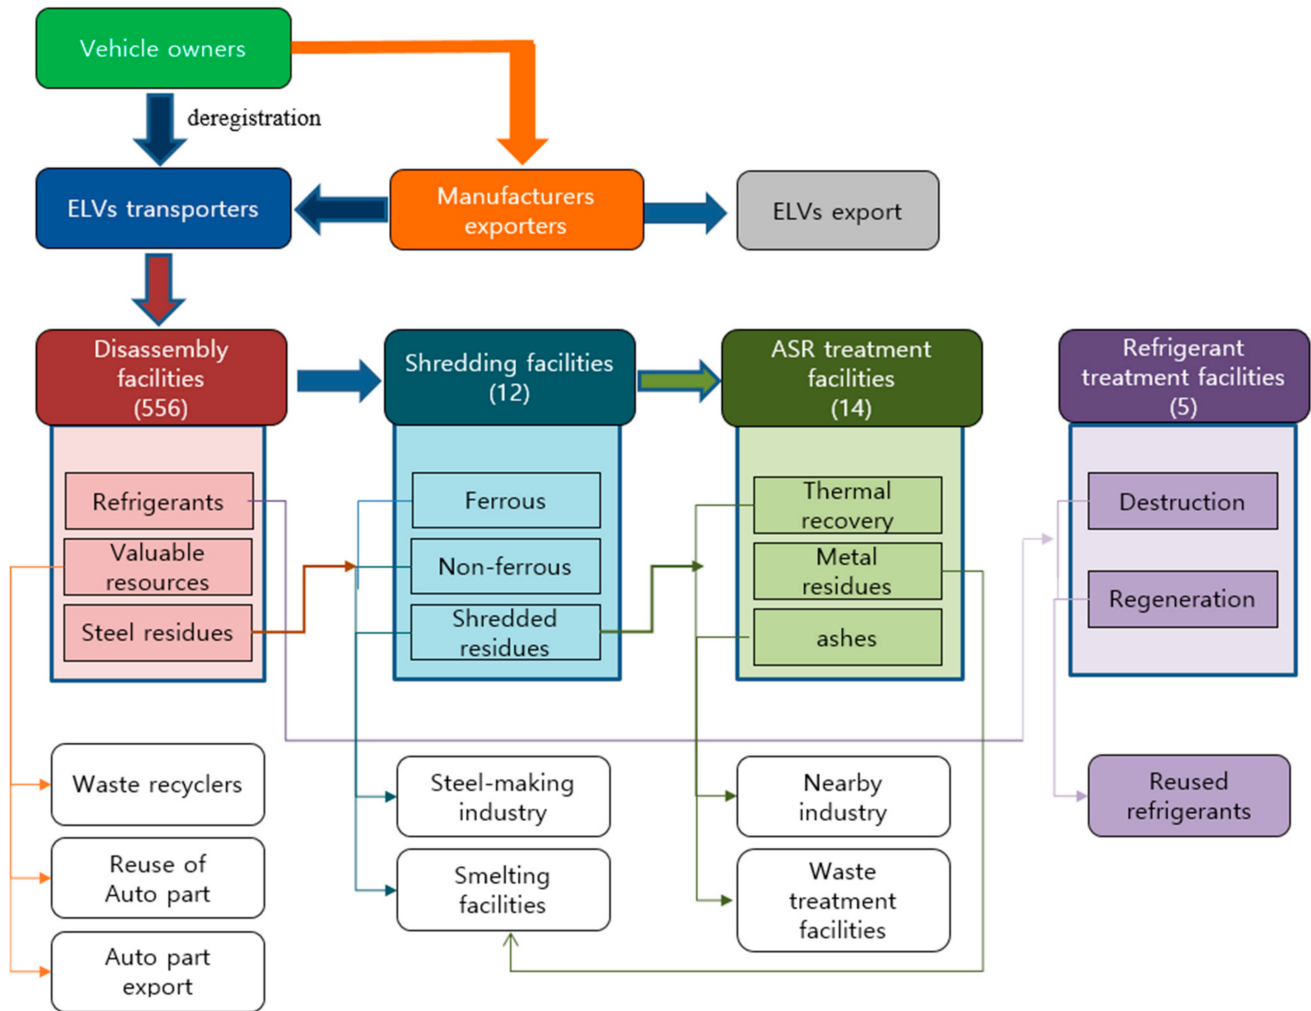 Vehicle owners
deregistration
ELVs transporters
Manufacturers
exporters
ELVs export
Disassembly
facilities
(556)
Shredding facilities
(12)
ASR treatment
facilities
(14)
Refrigerant
treatment facilities
(5)
Refrigerants
Valuable
resources
Steel residues
Ferrous
Non-ferrous
Shredded
residues
Thermal
recovery
Metal
residues
ashes
Destruction
Regeneration
Waste recyclers
Reuse of
Auto part
Auto part
export
Steel-making
industry
Smelting
facilities
Nearby
industry
Waste
treatment
facilities
Reused
refrigerants